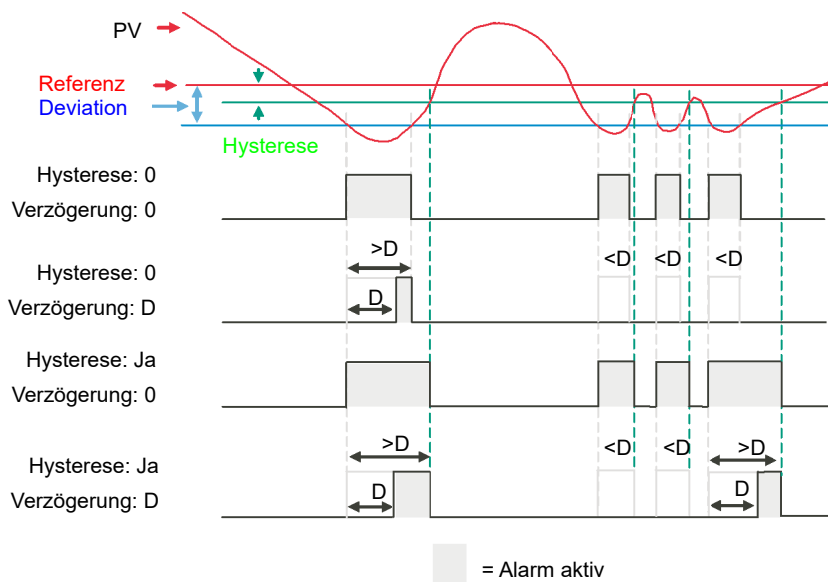 PV
Referenz
Deviation
Hysterese
Hysterese: 0
Verzögerung: 0
>D
<D <D <D
Hysterese: 0
D
Verzögerung: D
Hysterese: Ja
Verzögerung: 0
>D <D <D >D
Hysterese: Ja
D D
Verzögerung: D
= Alarm aktiv